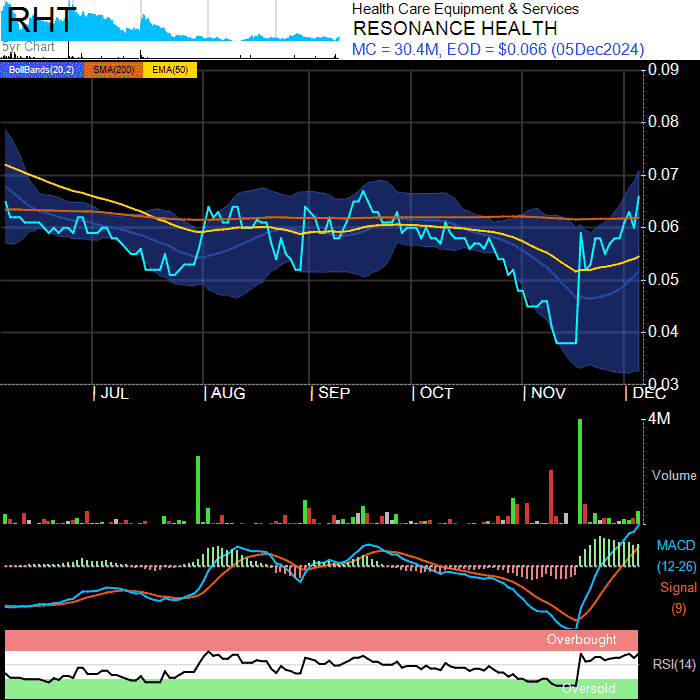 RHT
5yr Chart
Health Care Equipment & Services
RESONANCE HEALTH
MC = 30.4M, EOD = $0.066 (05Dec2024)
BollBands(20,2) SMA(200) EMA(50)
0.09
0.08
0.07
0.06
0.05
0.04
0.03
JUL AUG SEP OCT NOV DEC
4M
Volume
MACD
(12-26)
Signal
(9)
Overbought
RSI(14)
Oversold